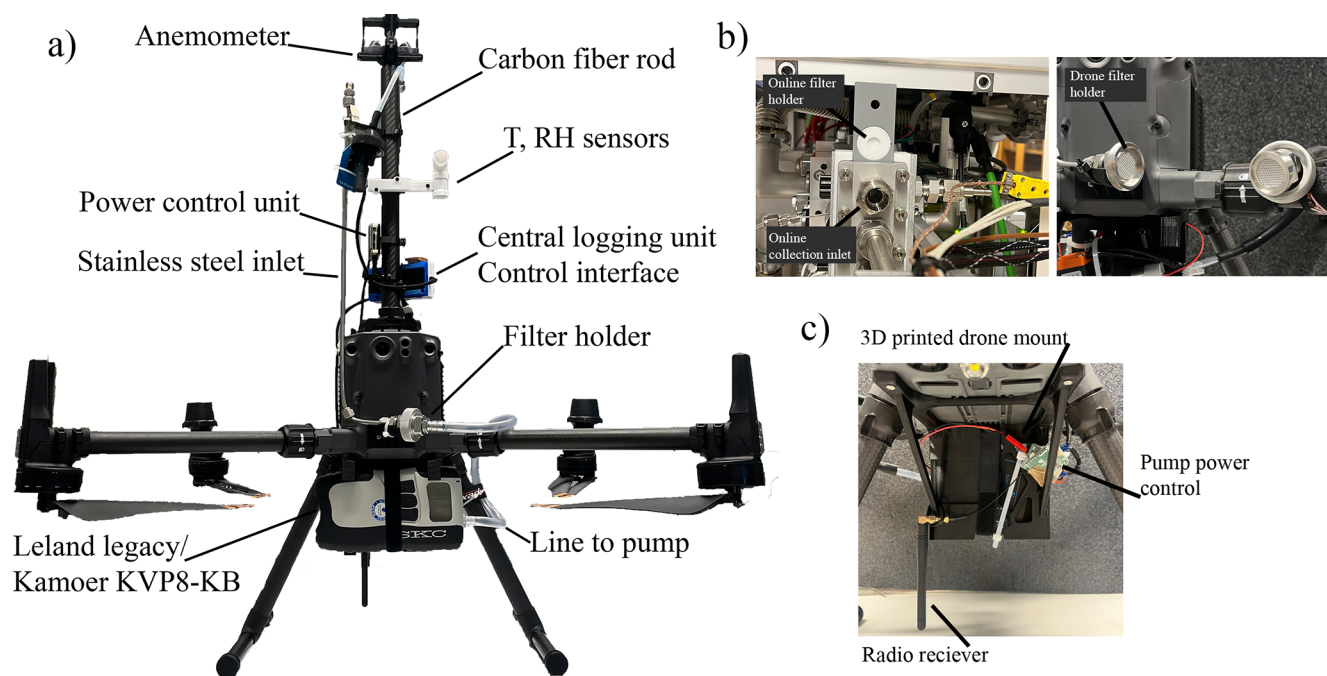 a)
Anemometer
Carbon fiber rod
T, RH sensors
Power control unit
Stainless steel inlet
Central logging unit
Control interface
Filter holder
Leland legacy/
Kamoer KVP8-KB
Line to pump
SKC
b)
Online filter
holder
Online
collection inlet
Drone filter
holder
c)
3D printed drone mount
Pump power
control
Radio reciever